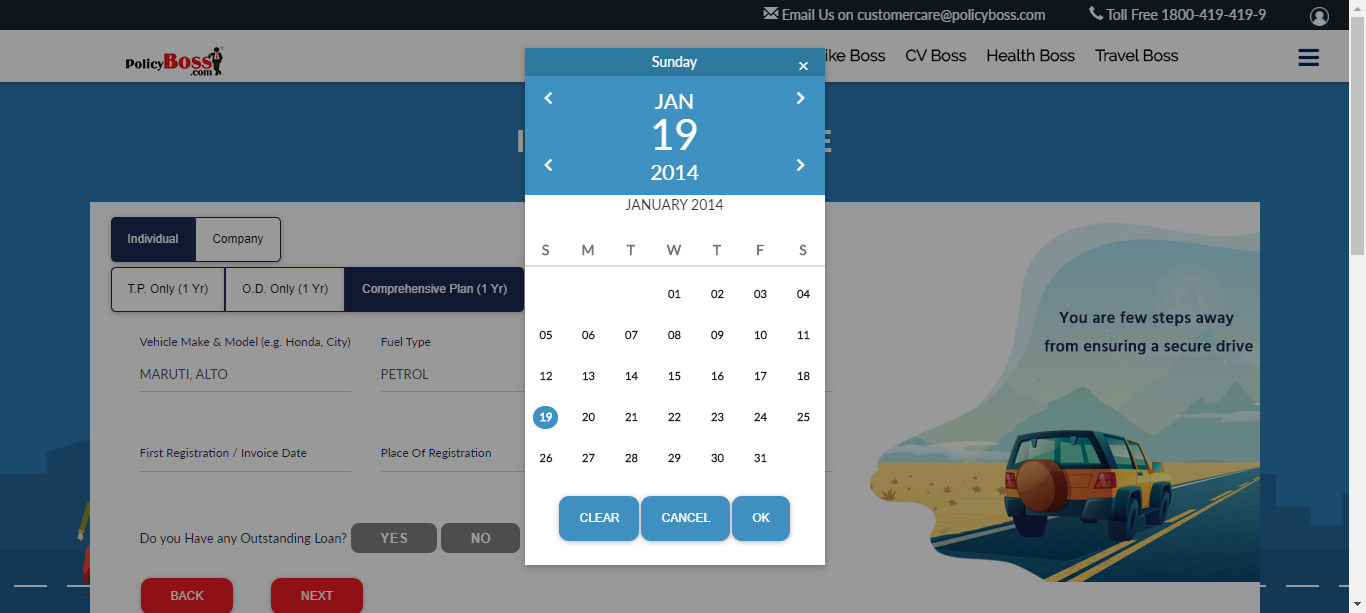 Email Us on customercare@policyboss.com Toll Free 1800-419-419-9
PolicyBoss
.com
ike Boss CV Boss Health Boss Travel Boss
Sunday ×
JAN
19
2014
JANUARY 2014
S M T W T F S
01 02 03 04
05 06 07 08 09 10 11
12 13 14 15 16 17 18
19 20 21 22 23 24 25
26 27 28 29 30 31
CLEAR CANCEL OK
Individual Company
T.P. Only (1 Yr) O.D. Only (1 Yr) Comprehensive Plan (1 Yr)
Vehicle Make & Model (e.g. Honda, City) Fuel Type
MARUTI, ALTO PETROL
First Registration / Invoice Date Place Of Registration
Do you Have any Outstanding Loan? YES NO
BACK NEXT
You are few steps away
from ensuring a secure drive